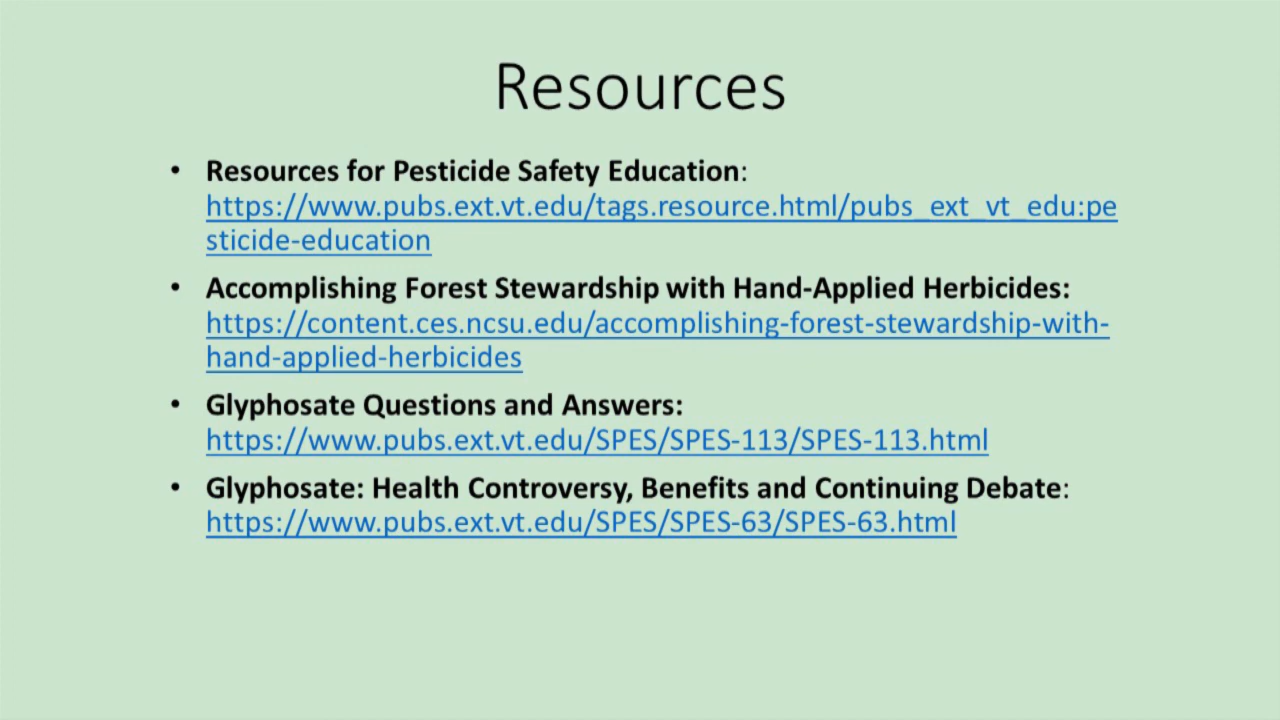 Resources
• Resources for Pesticide Safety Education:
https://www.pubs.ext.vt.edu/tags.resource.html/pubs_ext_vt_edu:pe
sticide-education
• Accomplishing Forest Stewardship with Hand-Applied Herbicides:
https://content.ces.ncsu.edu/accomplishing-forest-stewardship-with-
hand-applied-herbicides
• Glyphosate Questions and Answers:
https://www.pubs.ext.vt.edu/SPES/SPES-113/SPES-113.html
• Glyphosate: Health Controversy, Benefits and Continuing Debate:
https://www.pubs.ext.vt.edu/SPES/SPES-63/SPES-63.html